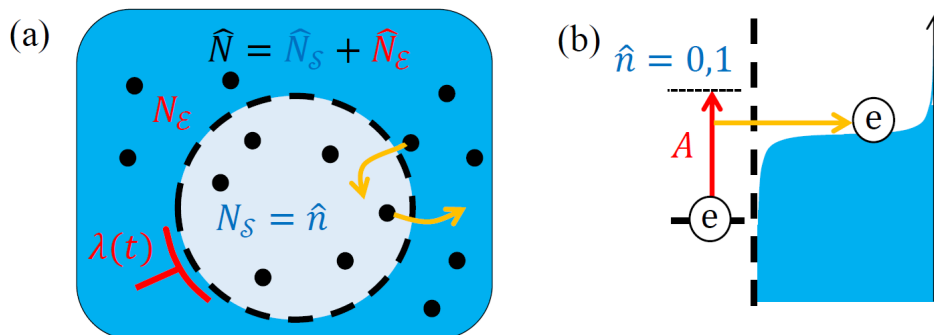 (a)
N̂ = N̂_𝒮 + N̂_ℰ
N_ℰ
N_𝒮 = n̂
λ(t)
(b)
n̂ = 0,1
A
e
e